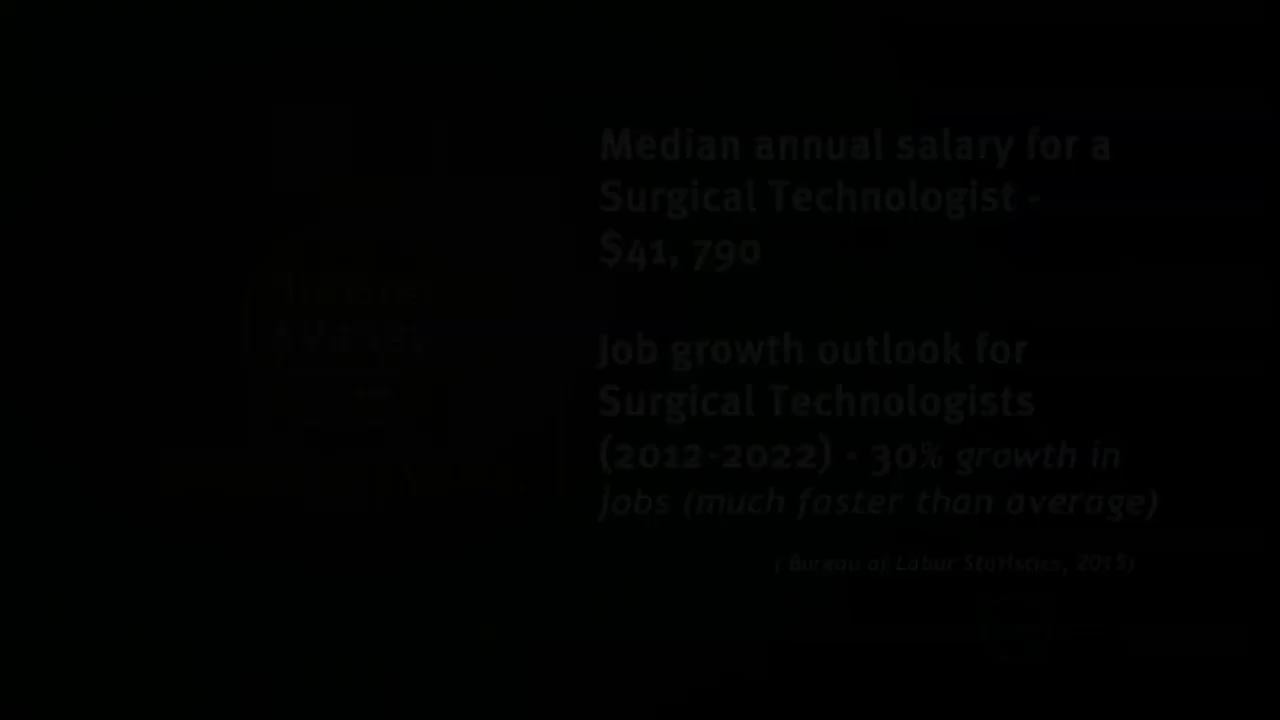 Median annual salary for a
Surgical Technologist -
$41, 790
Job growth outlook for
Surgical Technologists
(2012-2022) - 30% growth in
jobs (much faster than average)
( Bureau of Labor Statistics, 2015)